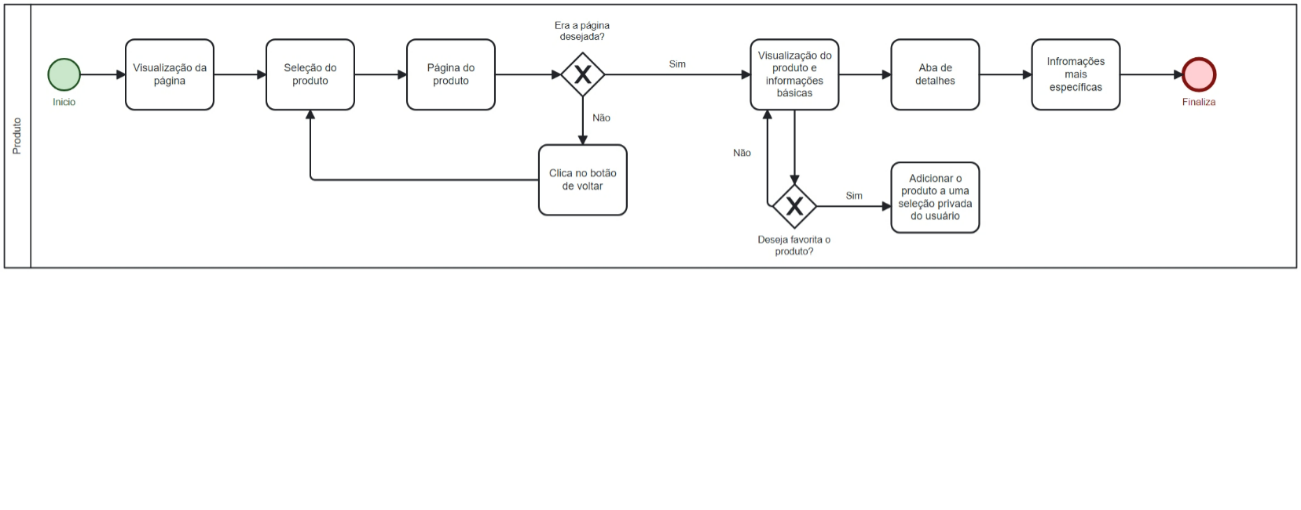 Produto
Inicio
Visualização da
página
Seleção do
produto
Página do
produto
Era a página
desejada?
Sim
Não
Clica no botão
de voltar
Visualização do
produto e
informações
básicas
Aba de
detalhes
Infromações
mais
específicas
Finaliza
Não
Deseja favorita o
produto?
Sim
Adicionar o
produto a uma
seleção privada
do usuário